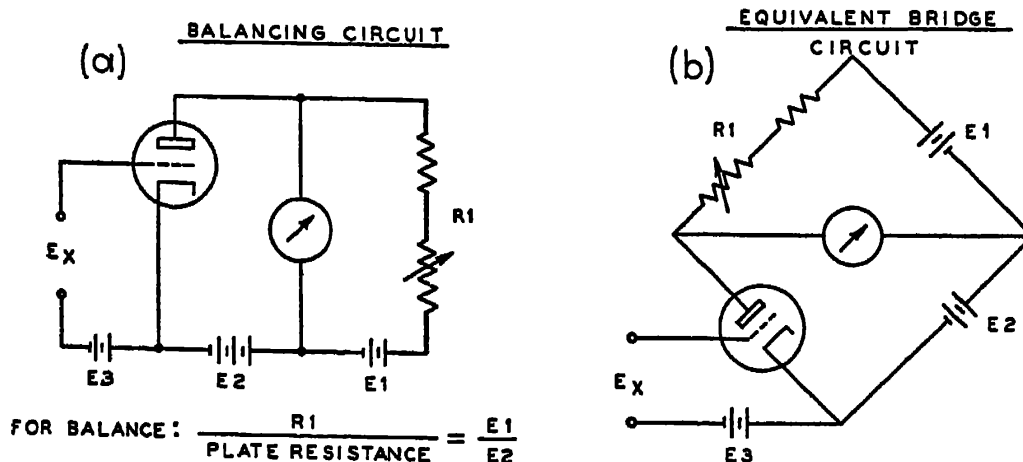 BALANCING CIRCUIT
(a)
R1
EX
E3
E2
E1
FOR BALANCE: R1 / PLATE RESISTANCE = E1 / E2
EQUIVALENT BRIDGE
CIRCUIT
(b)
R1
E1
E2
EX
E3